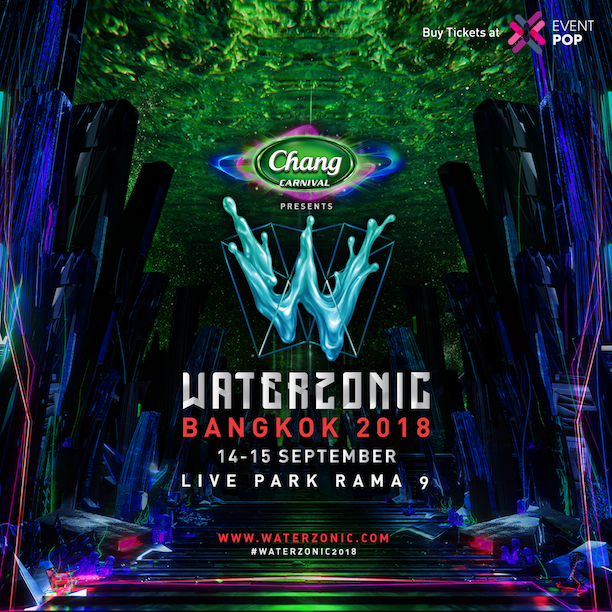 Buy Tickets at
EVENT
POP
Chang
CARNIVAL
PRESENTS
W
WATERZONIC
BANGKOK 2018
14-15 SEPTEMBER
LIVE PARK RAMA 9
WWW.WATERZONIC.COM
#WATERZONIC2018